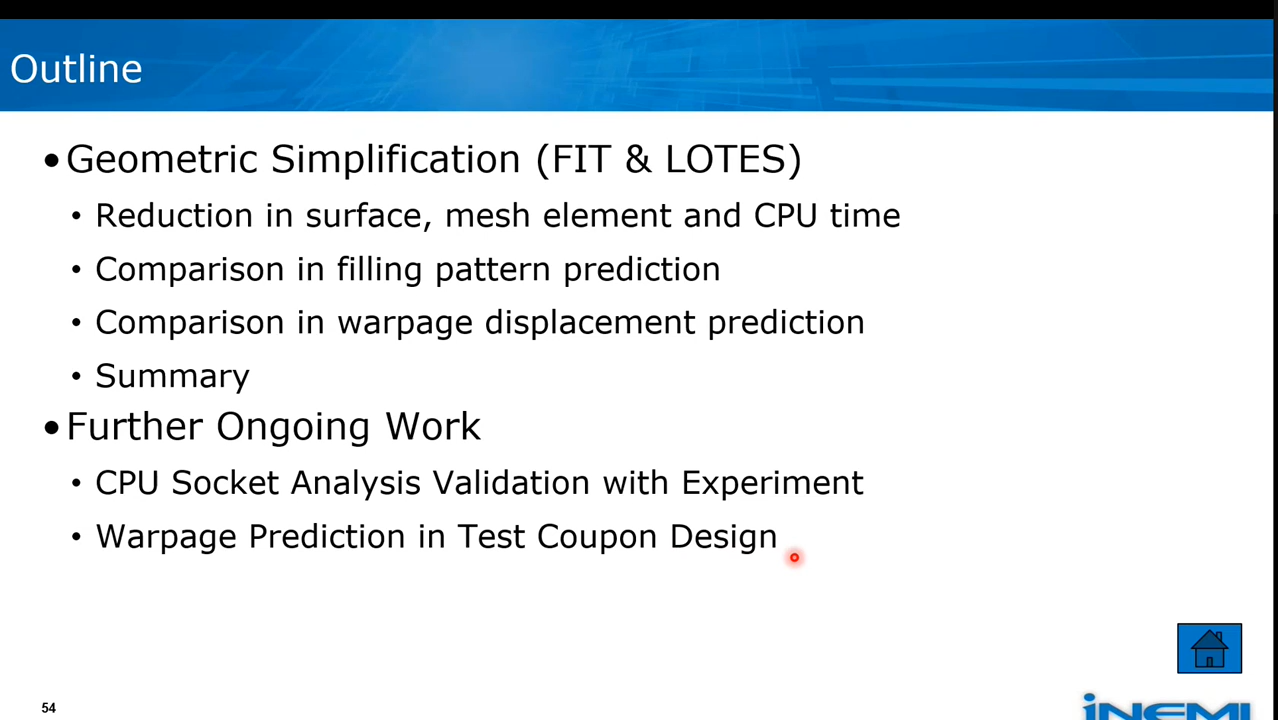 Outline
•Geometric Simplification (FIT & LOTES)
• Reduction in surface, mesh element and CPU time
• Comparison in filling pattern prediction
• Comparison in warpage displacement prediction
• Summary
•Further Ongoing Work
• CPU Socket Analysis Validation with Experiment
• Warpage Prediction in Test Coupon Design
54
iNEMI